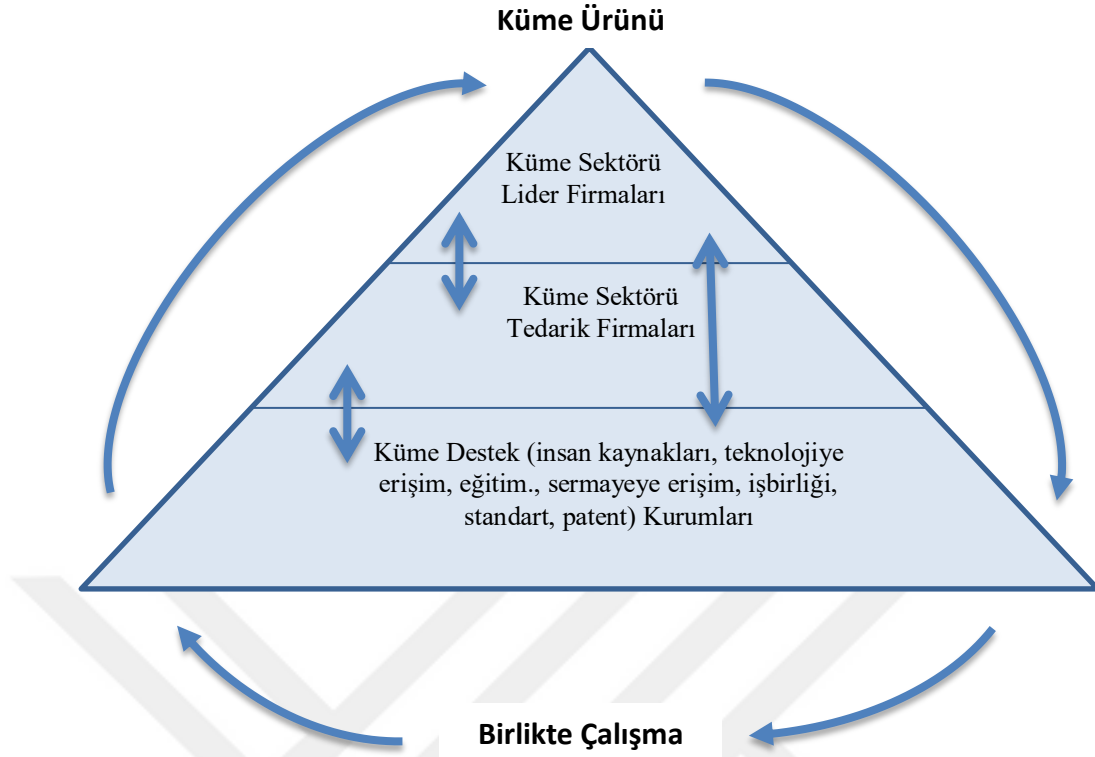 Küme Ürünü
Küme Sektörü
Lider Firmaları
Küme Sektörü
Tedarik Firmaları
Küme Destek (insan kaynakları, teknolojiye
erişim, eğitim., sermayeye erişim, işbirliği,
standart, patent) Kurumları
Birlikte Çalışma